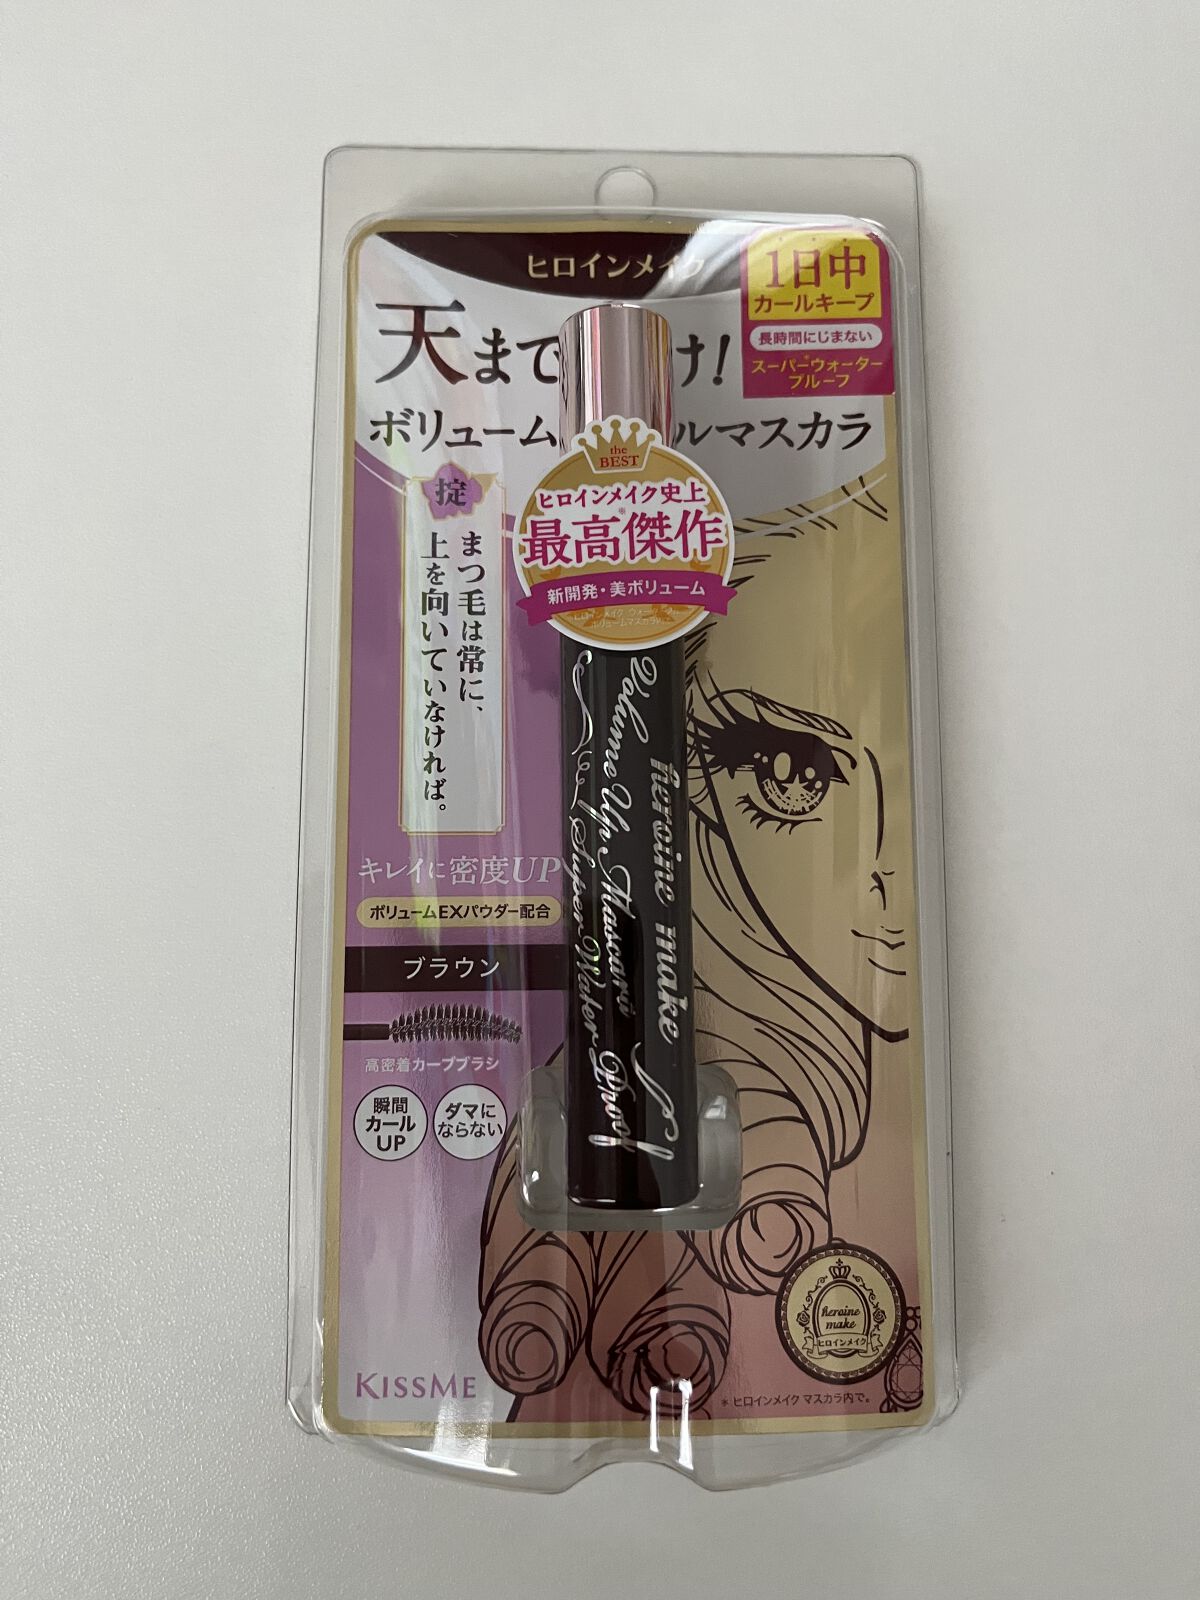 ヒロインメイク
1日中
カールキープ
長時間にじまない
スーパーウォーター
プルーフ
天まで け!
ボリューム ルマスカラ
the
BEST
ヒロインメイク史上
最高傑作
※
新開発・美ボリューム
掟
まつ毛は常に、
上を向いていなければ。
キレイに密度UP
ボリュームEXパウダー配合
ブラウン
高密着カーブブラシ
瞬間
カール
UP
ダマに
ならない
heroine make
Volume Up Mascara
Super WaterProof
heroine
make
ヒロインメイク
KISSME
※ ヒロインメイク マスカラ内で。